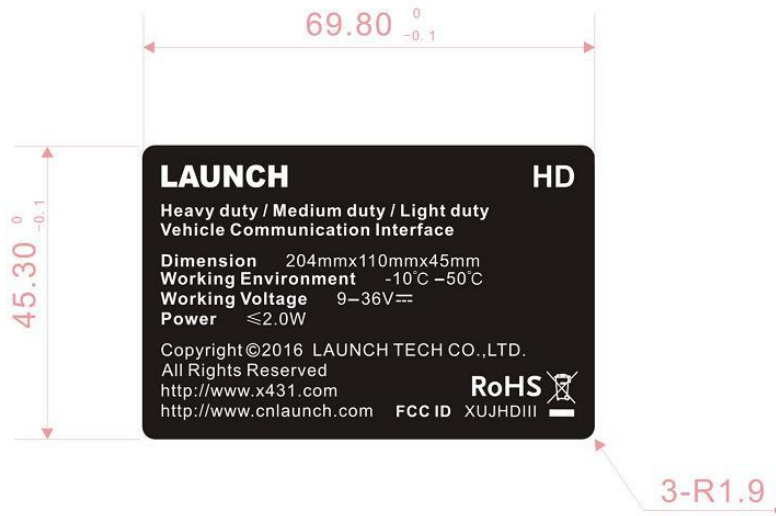 69.80 0 -0.1
45.30 0 -0.1
LAUNCH HD
Heavy duty / Medium duty / Light duty
Vehicle Communication Interface
Dimension 204mmx110mmx45mm
Working Environment -10℃ –50℃
Working Voltage 9–36V⎓
Power ≤2.0W
Copyright©2016 LAUNCH TECH CO.,LTD.
All Rights Reserved
http://www.x431.com RoHS
http://www.cnlaunch.com FCC ID XUJHDIII
3-R1.9